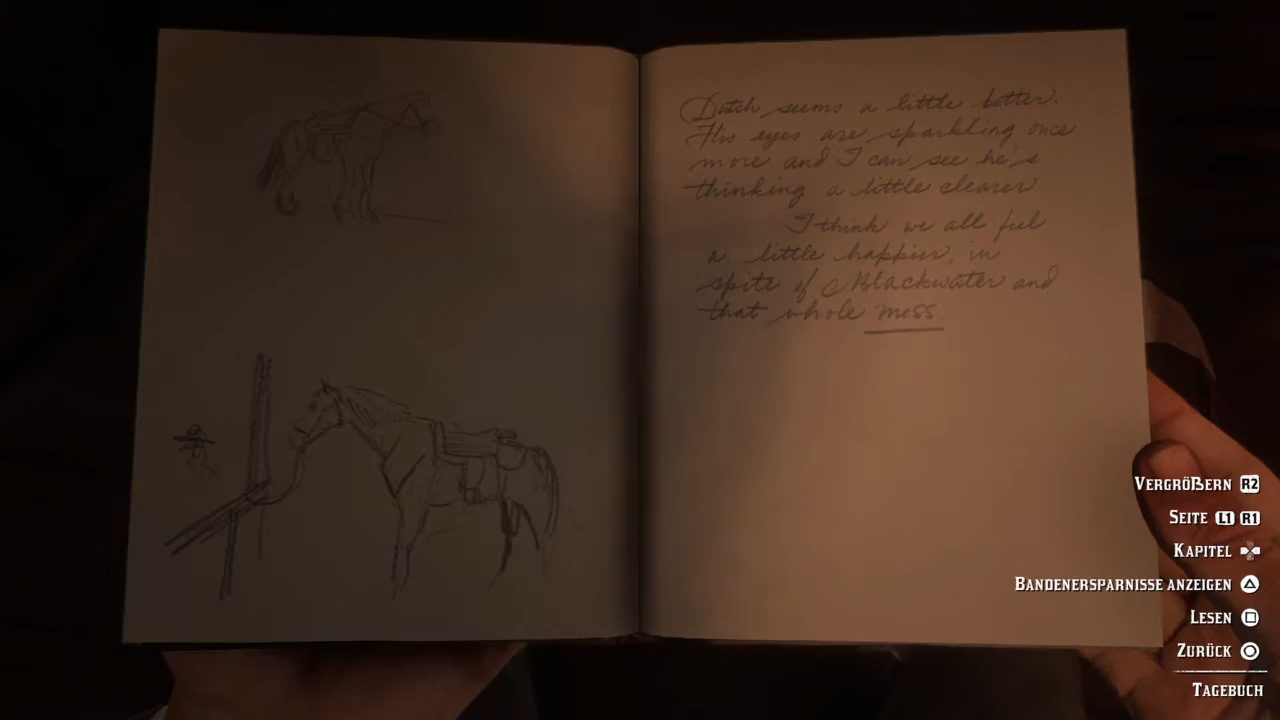 Dutch seems a little better.
His eyes are sparkling once
more and I can see he's
thinking a little clearer
I think we all feel
a little happier, in
spite of Blackwater and
that whole mess.
VERGRÖẞERN R2
SEITE L1 R1
KAPITEL
BANDENERSPARNISSE ANZEIGEN
LESEN
ZURÜCK
TAGEBUCH